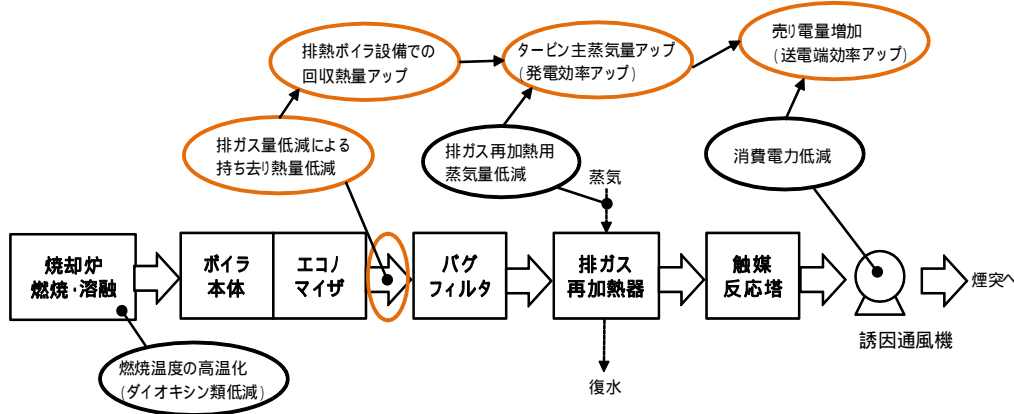 排熱ボイラ設備での
回収熱量アップ
タービン主蒸気量アップ
(発電効率アップ)
売り電量増加
(送電端効率アップ)
排ガス量低減による
持ち去り熱量低減
排ガス再加熱用
蒸気量低減
消費電力低減
蒸気
焼却炉
燃焼・溶融
ボイラ
本体
エコノ
マイザ
バグ
フィルタ
排ガス
再加熱器
触媒
反応塔
煙突へ
誘因通風機
燃焼温度の高温化
(ダイオキシン類低減)
復水